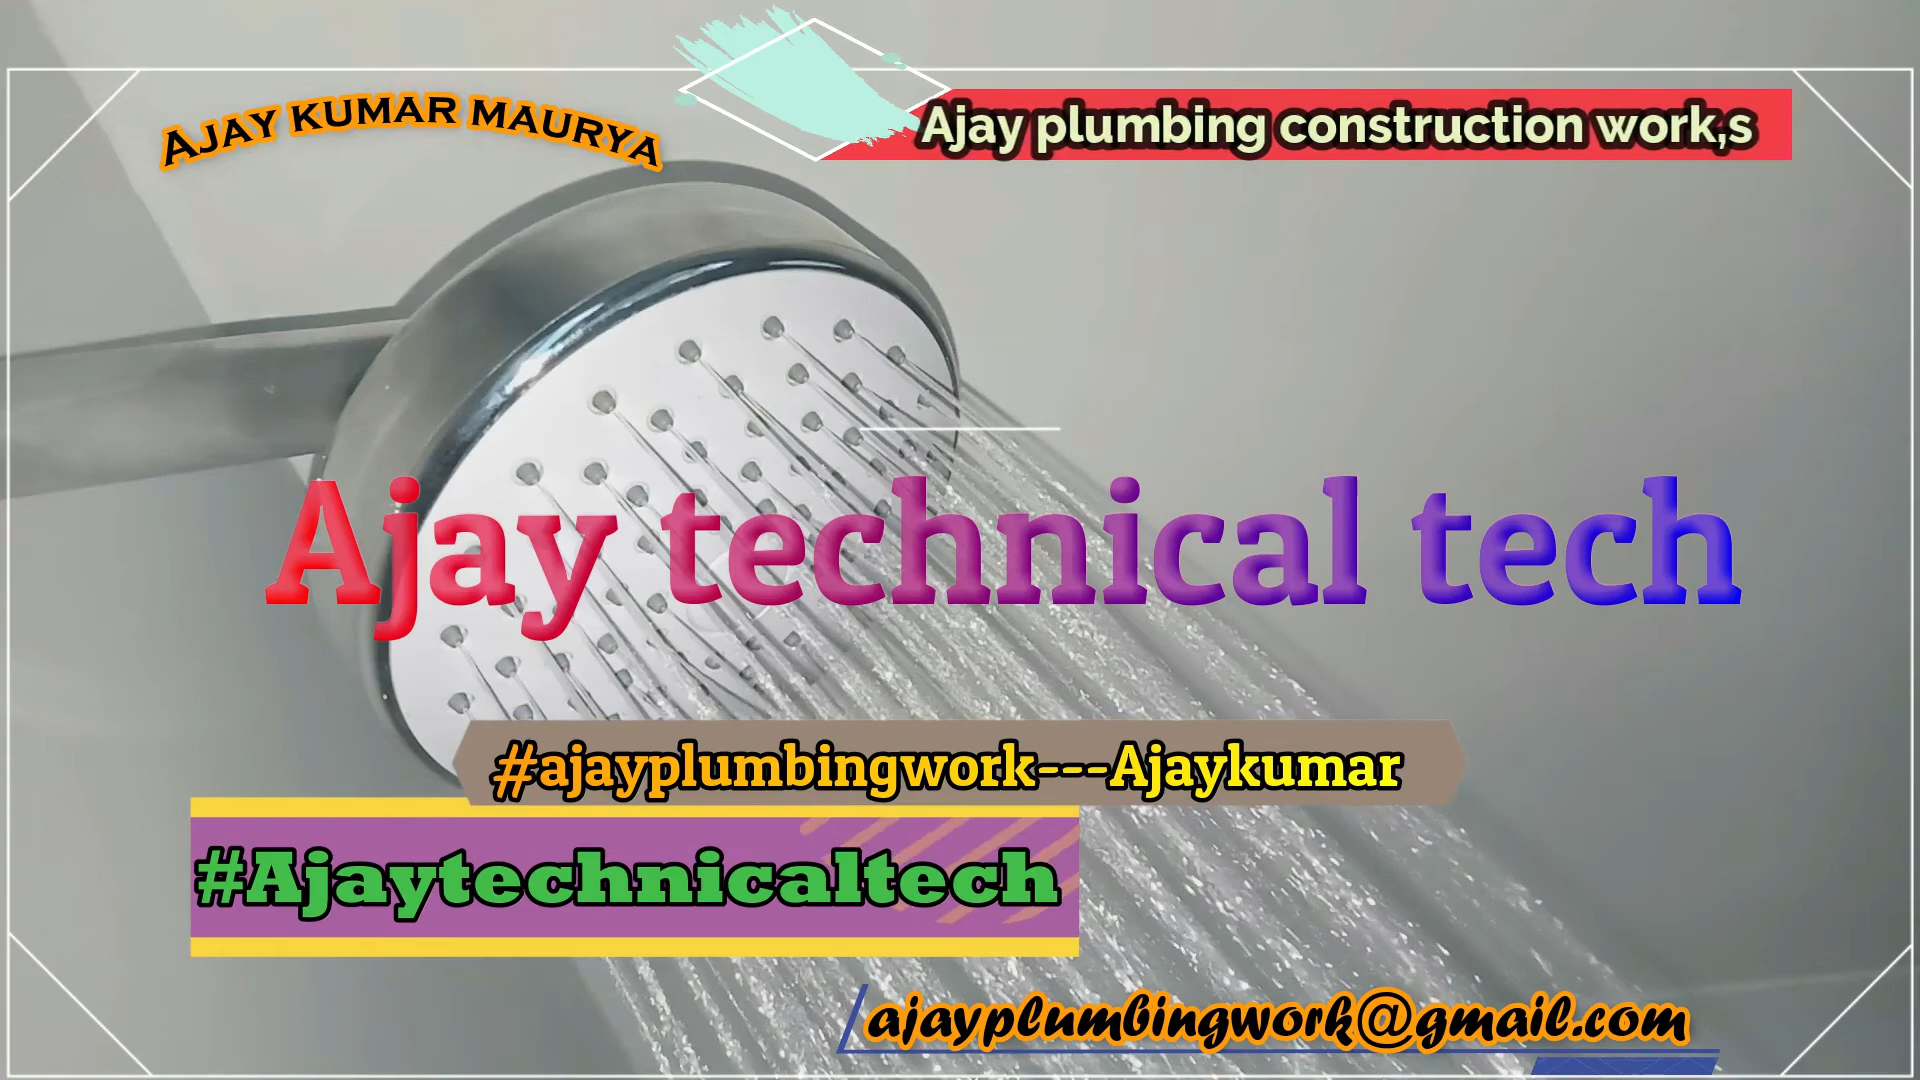 AJAY KUMAR MAURYA
Ajay plumbing construction work,s
Ajay technical tech
#ajayplumbingwork---Ajaykumar
#Ajaytechnicaltech
ajayplumbingwork@gmail.com